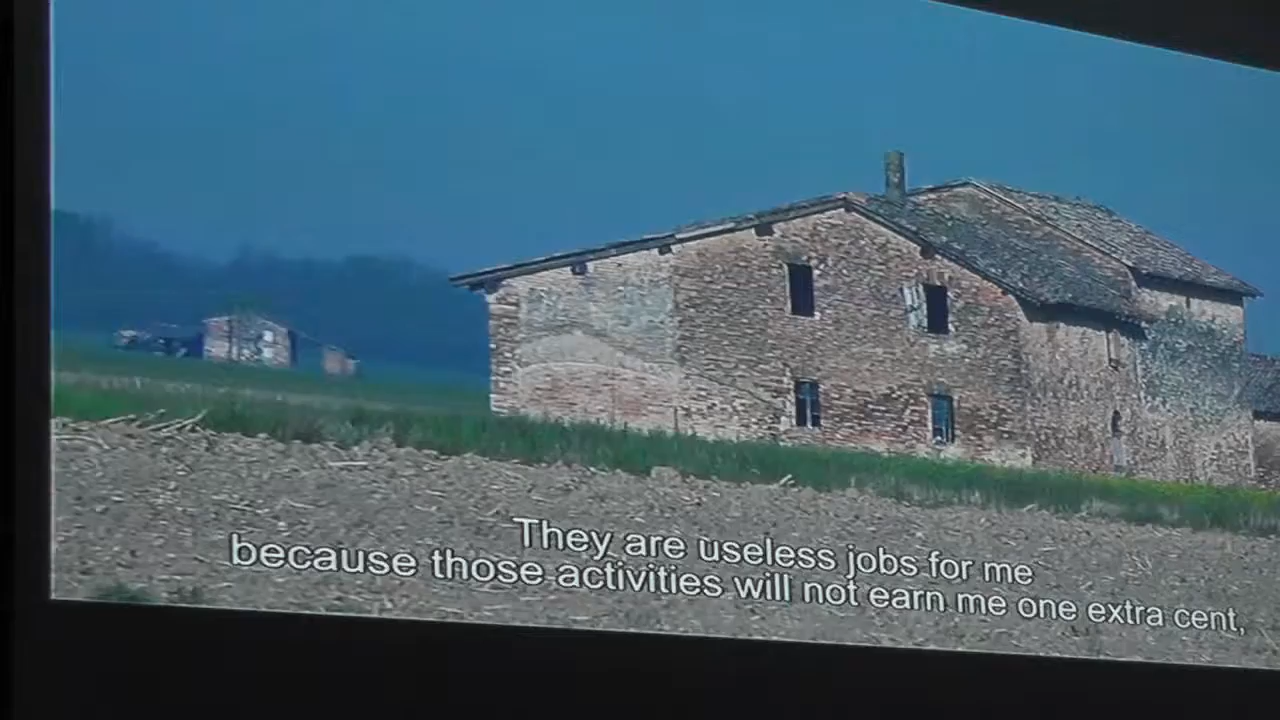 They are useless jobs for me
because those activities will not earn me one extra cent,